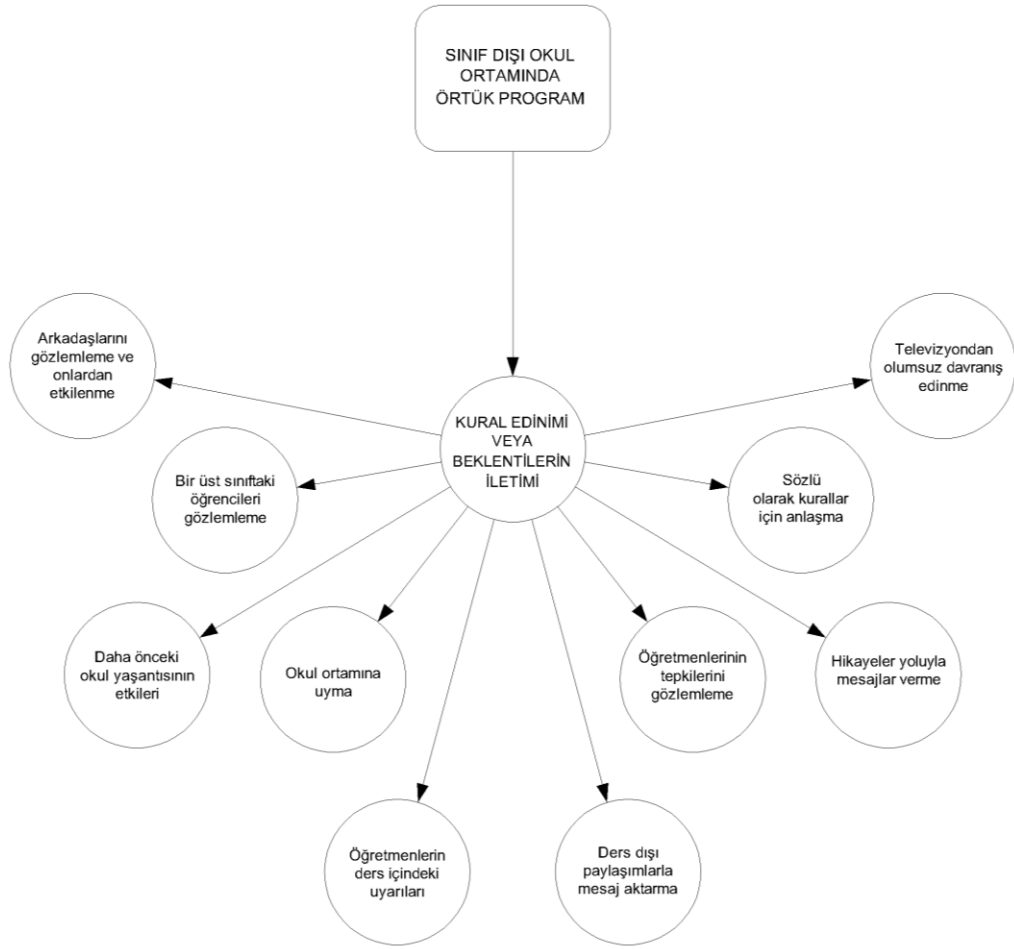 SINIF DIŞI OKUL
ORTAMINDA
ÖRTÜK PROGRAM
Arkadaşlarını
gözlemleme ve
onlardan
etkilenme
Televizyondan
olumsuz davranış
edinme
KURAL EDİNİMİ
VEYA
BEKLENTİLERİN
İLETİMİ
Bir üst sınıftaki
öğrencileri
gözlemleme
Sözlü
olarak kurallar
için anlaşma
Daha önceki
okul yaşantısının
etkileri
Okul ortamına
uyma
Öğretmenlerinin
tepkilerini
gözlemleme
Hikayeler yoluyla
mesajlar verme
Öğretmenlerin
ders içindeki
uyarıları
Ders dışı
paylaşımlarla
mesaj aktarma